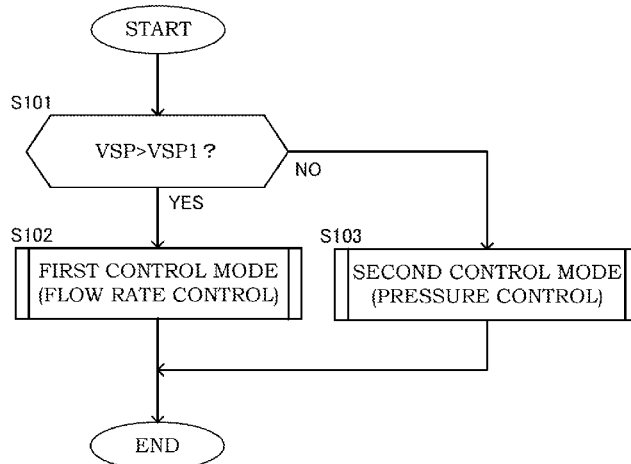 START
S101
VSP>VSP1?
NO
YES
S102
FIRST CONTROL MODE
(FLOW RATE CONTROL)
S103
SECOND CONTROL MODE
(PRESSURE CONTROL)
END